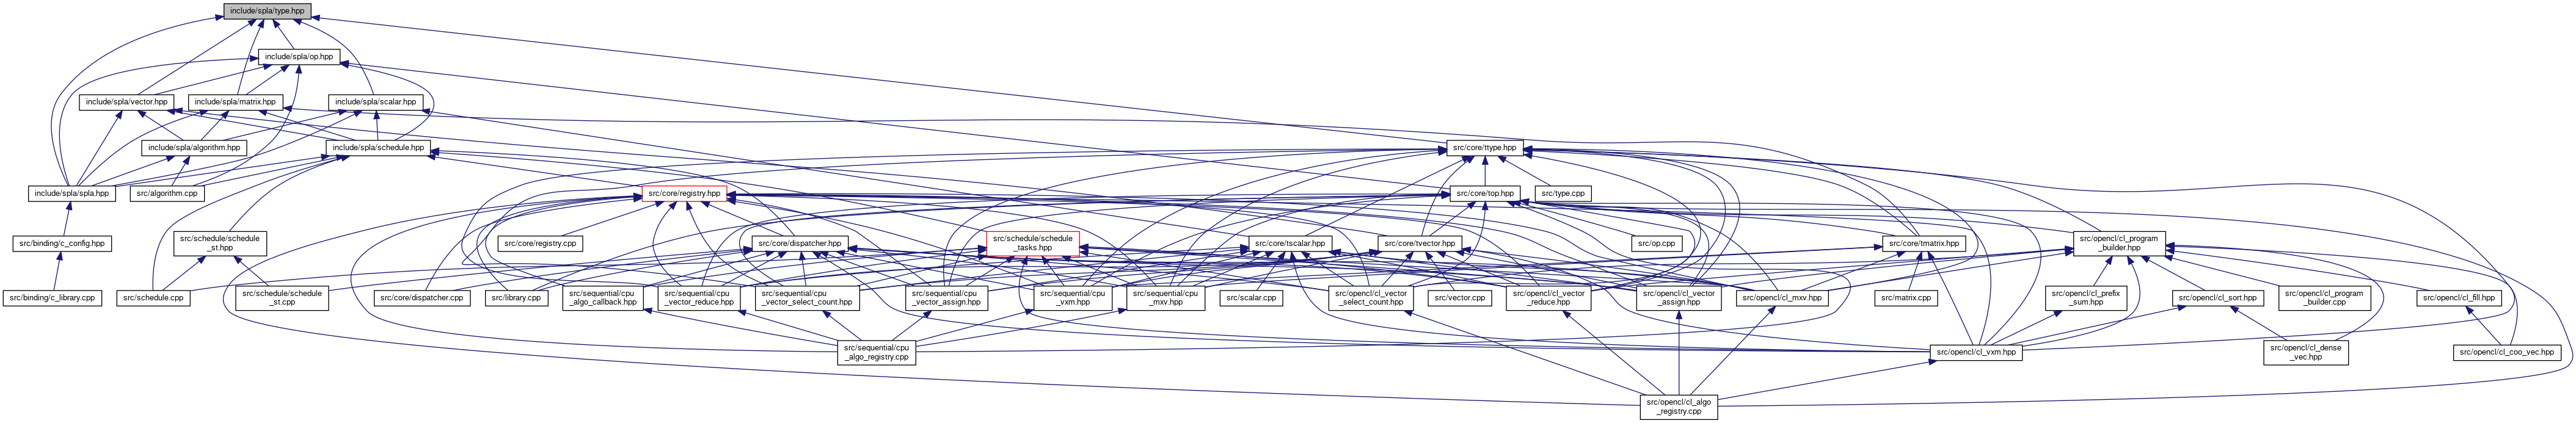 include/spla/type.hpp
include/spla/op.hpp
include/spla/vector.hpp
include/spla/matrix.hpp
include/spla/scalar.hpp
include/spla/algorithm.hpp
include/spla/schedule.hpp
src/core/ttype.hpp
include/spla/spla.hpp
src/algorithm.cpp
src/core/registry.hpp
src/core/top.hpp
src/type.cpp
src/binding/c_config.hpp
src/schedule/schedule
_st.hpp
src/core/registry.cpp
src/core/dispatcher.hpp
src/schedule/schedule
_tasks.hpp
src/core/tscalar.hpp
src/core/tvector.hpp
src/op.cpp
src/core/tmatrix.hpp
src/opencl/cl_program
_builder.hpp
src/binding/c_library.cpp
src/schedule.cpp
src/schedule/schedule
_st.cpp
src/core/dispatcher.cpp
src/library.cpp
src/sequential/cpu
_algo_callback.hpp
src/sequential/cpu
_vector_reduce.hpp
src/sequential/cpu
_vector_select_count.hpp
src/sequential/cpu
_vector_assign.hpp
src/sequential/cpu
_vxm.hpp
src/sequential/cpu
_mxv.hpp
src/scalar.cpp
src/opencl/cl_vector
_select_count.hpp
src/vector.cpp
src/opencl/cl_vector
_reduce.hpp
src/opencl/cl_vector
_assign.hpp
src/opencl/cl_mxv.hpp
src/matrix.cpp
src/opencl/cl_prefix
_sum.hpp
src/opencl/cl_sort.hpp
src/opencl/cl_program
_builder.cpp
src/opencl/cl_fill.hpp
src/sequential/cpu
_algo_registry.cpp
src/opencl/cl_vxm.hpp
src/opencl/cl_dense
_vec.hpp
src/opencl/cl_coo_vec.hpp
src/opencl/cl_algo
_registry.cpp